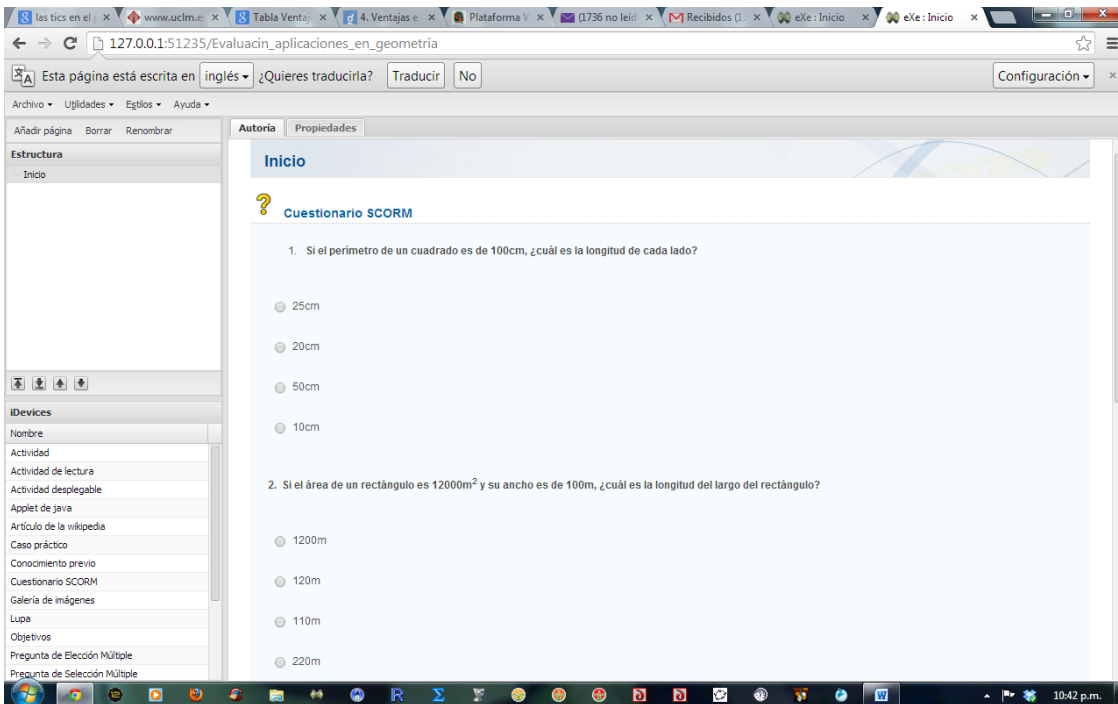 las tics en el
www.uclm.e
Tabla Ventaj
4. Ventajas e
Plataforma V
(1736 no leíd
Recibidos (1.
eXe : Inicio
eXe : Inicio
127.0.0.1:51235/Evaluacin_aplicaciones_en_geometria
Esta página está escrita en inglés ¿Quieres traducirla? Traducir No Configuración
Archivo Utilidades Estilos Ayuda
Añadir página Borrar Renombrar
Autoría Propiedades
Estructura
Inicio
Inicio
Cuestionario SCORM
1. Si el perímetro de un cuadrado es de 100cm, ¿cuál es la longitud de cada lado?
25cm
20cm
50cm
10cm
2. Si el área de un rectángulo es 12000m² y su ancho es de 100m, ¿cuál es la longitud del largo del rectángulo?
1200m
120m
110m
220m
iDevices
Nombre
Actividad
Actividad de lectura
Actividad desplegable
Applet de java
Artículo de la wikipedia
Caso práctico
Conocimiento previo
Cuestionario SCORM
Galería de imágenes
Lupa
Objetivos
Pregunta de Elección Múltiple
Pregunta de Selección Múltiple
10:42 p.m.